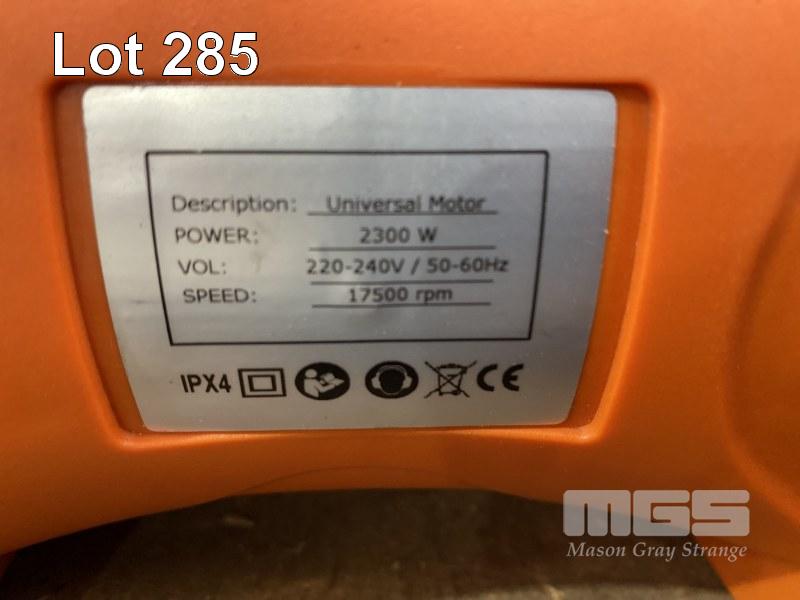 Lot 285
Description: Universal Motor
POWER: 2300 W
VOL: 220-240V / 50-60Hz
SPEED: 17500 rpm
IPX4 CE
MGS
Mason Gray Strange